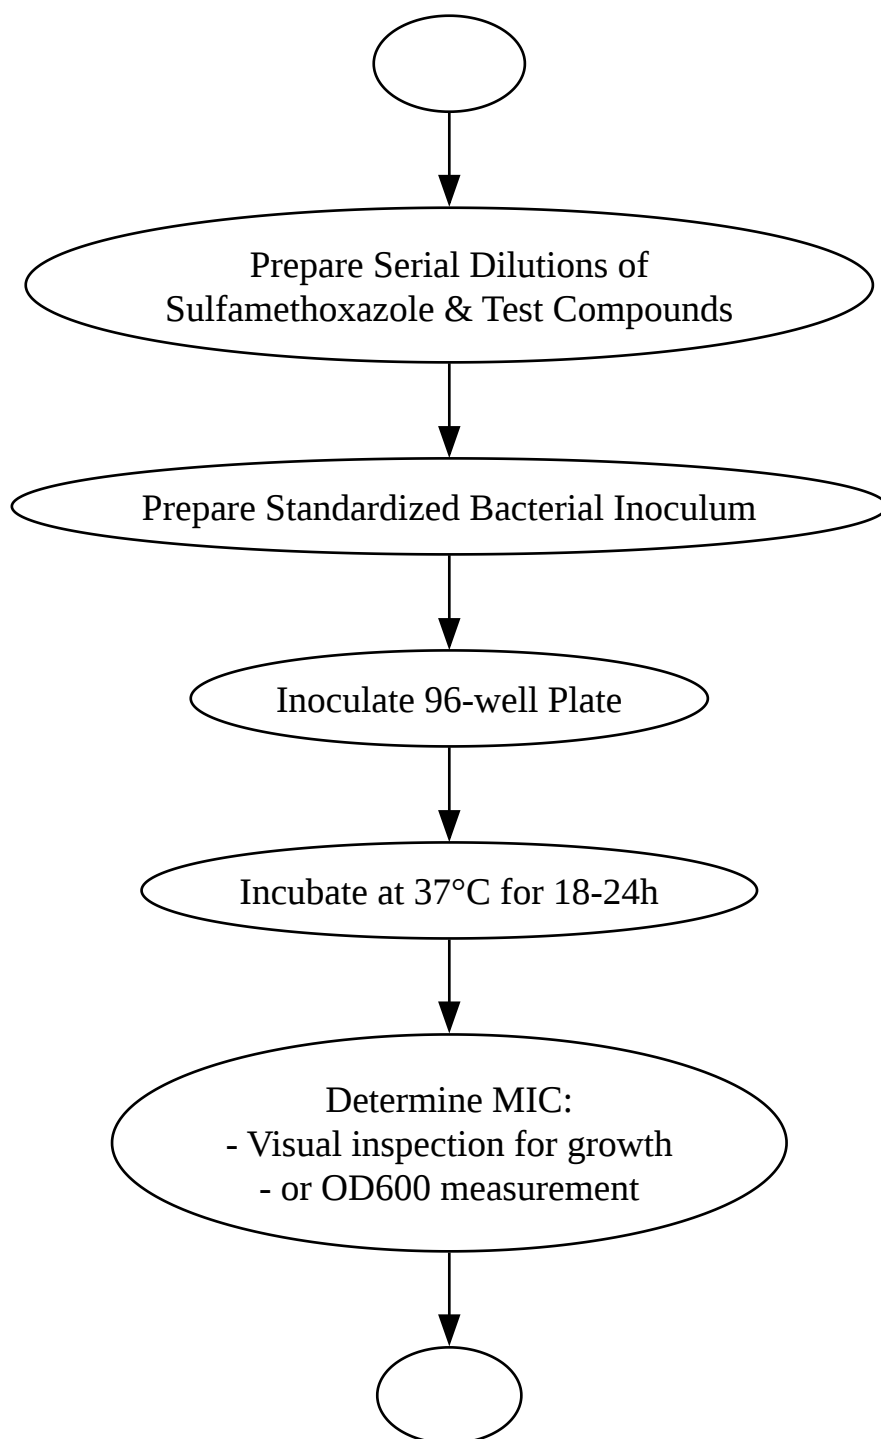 Prepare Serial Dilutions of
Sulfamethoxazole & Test Compounds
Prepare Standardized Bacterial Inoculum
Inoculate 96-well Plate
Incubate at 37°C for 18-24h
Determine MIC:
- Visual inspection for growth
- or OD600 measurement